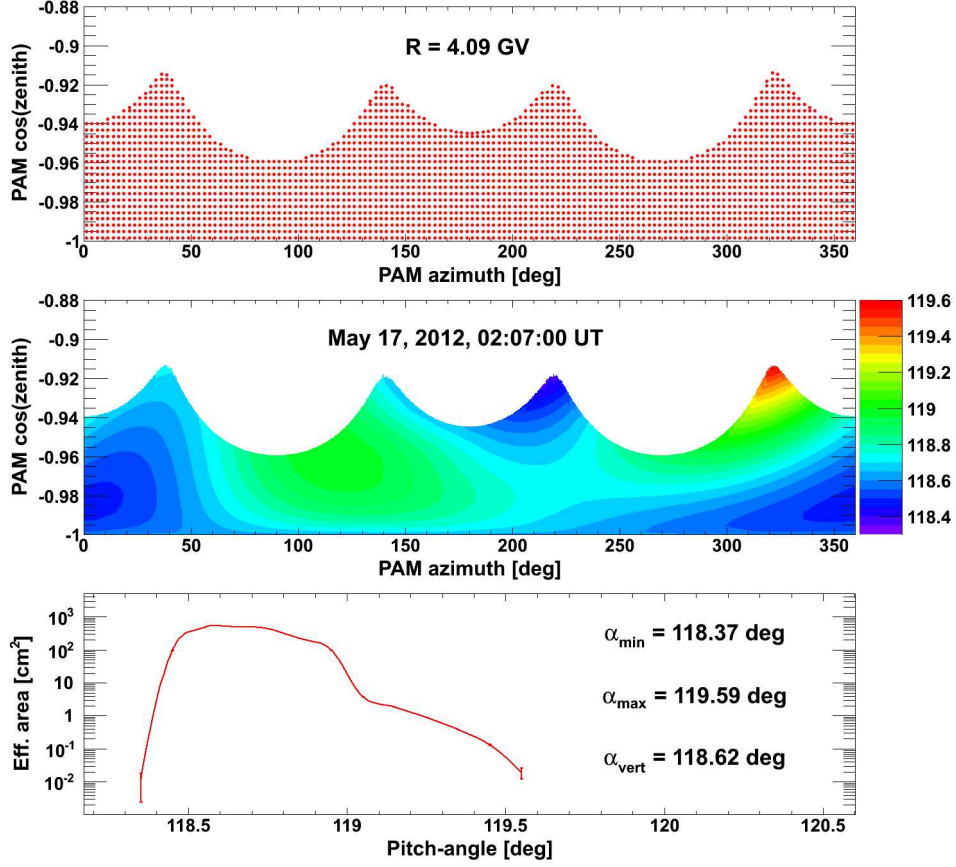 -0.88
-0.9
-0.92
-0.94
-0.96
-0.98
-1
PAM cos(zenith)
R = 4.09 GV
0 50 100 150 200 250 300 350
PAM azimuth [deg]
-0.88
-0.9
-0.92
-0.94
-0.96
-0.98
-1
PAM cos(zenith)
May 17, 2012, 02:07:00 UT
119.6
119.4
119.2
119
118.8
118.6
118.4
0 50 100 150 200 250 300 350
PAM azimuth [deg]
10³
10²
10
1
10⁻¹
10⁻²
Eff. area [cm²]
α_min = 118.37 deg
α_max = 119.59 deg
α_vert = 118.62 deg
118.5 119 119.5 120 120.5
Pitch-angle [deg]